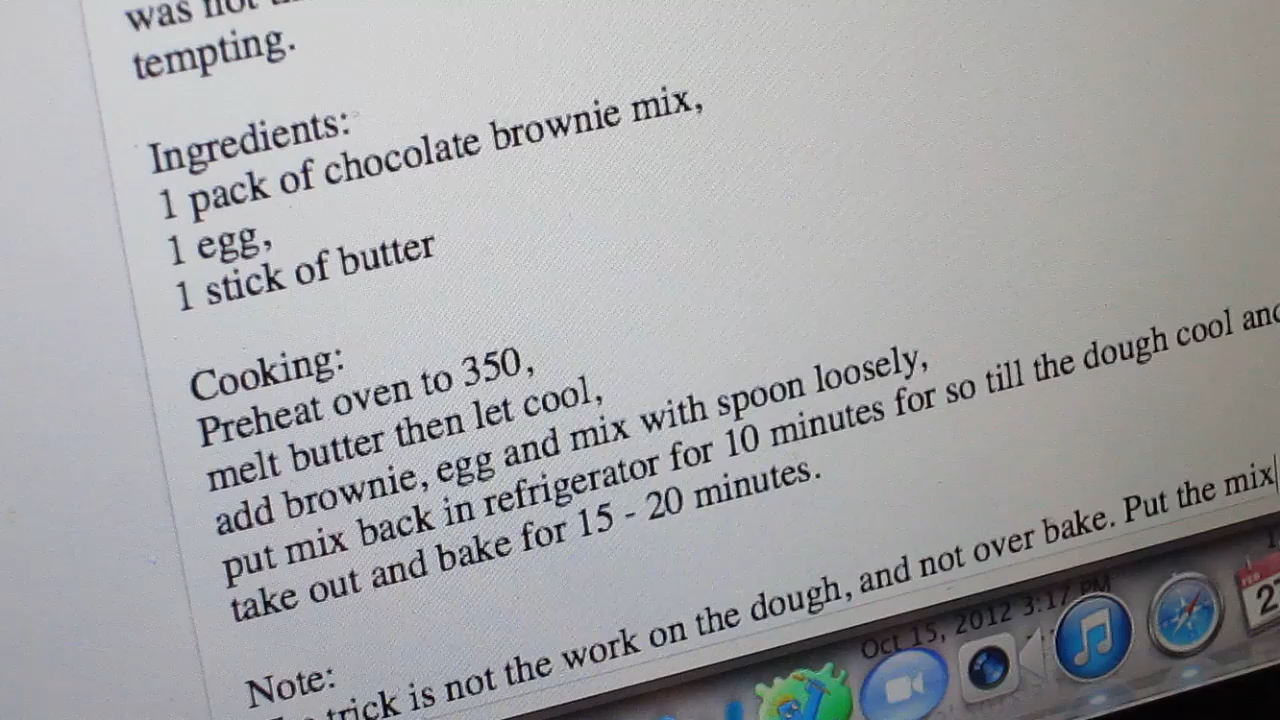 was not
tempting.
Ingredients:
1 pack of chocolate brownie mix,
1 egg,
1 stick of butter
Cooking:
Preheat oven to 350,
melt butter then let cool,
add brownie, egg and mix with spoon loosely,
put mix back in refrigerator for 10 minutes for so till the dough cool and
take out and bake for 15 - 20 minutes.
Note:
trick is not the work on the dough, and not over bake. Put the mix
Oct 15, 2012 3:17 PM
FEB